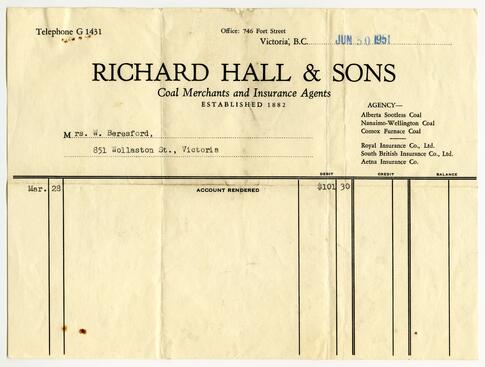 Telephone G 1431
Office: 746 Fort Street
Victoria, B.C. JUN 30 1951
RICHARD HALL & SONS
Coal Merchants and Insurance Agents
ESTABLISHED 1882
AGENCY—
Alberta Sootless Coal
Nanaimo-Wellington Coal
Comox Furnace Coal
Royal Insurance Co., Ltd.
South British Insurance Co., Ltd.
Aetna Insurance Co.
Mrs. W. Beresford,
851 Wollaston St., Victoria
DEBIT CREDIT BALANCE
Mar. 28 ACCOUNT RENDERED $101 30